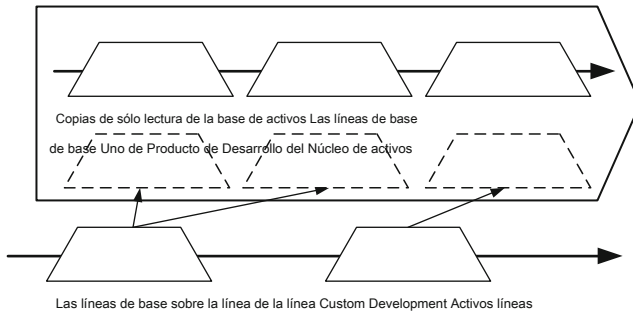 Copias de sólo lectura de la base de activos Las líneas de base
de base Uno de Producto de Desarrollo del Núcleo de activos
Las líneas de base sobre la línea de la línea Custom Development Activos líneas